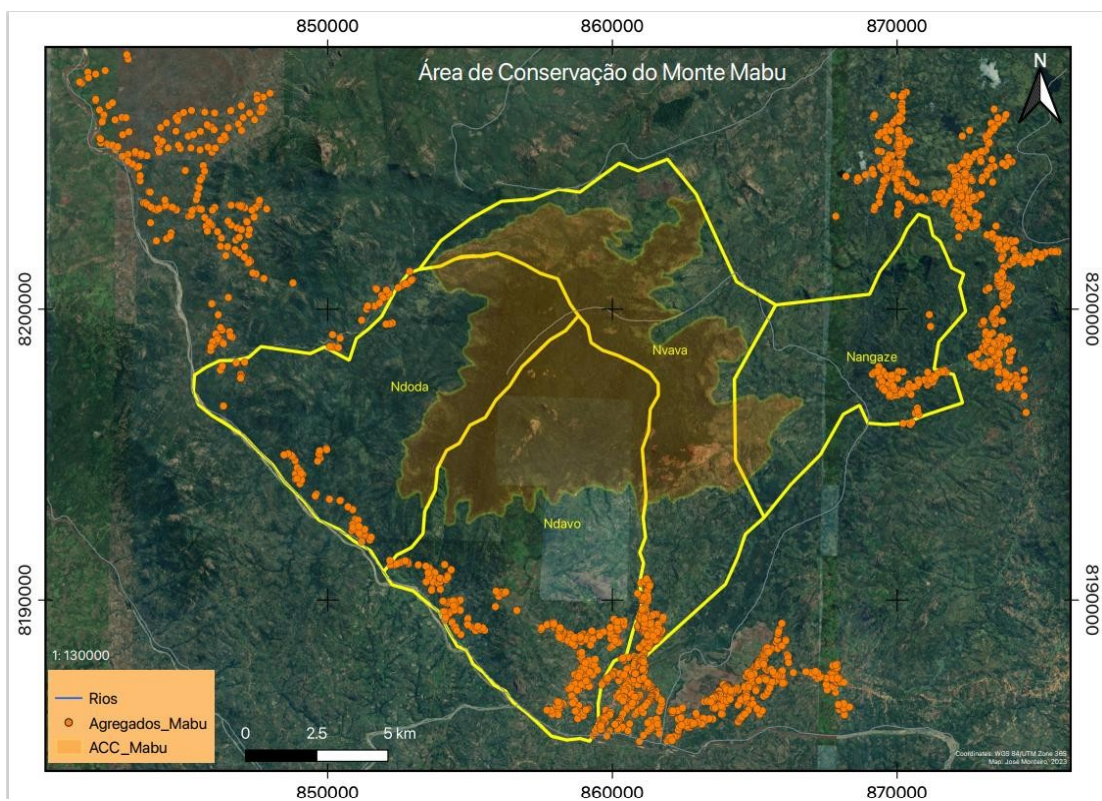 850000 860000 870000
Área de Conservação do Monte Mabu
N
8200000 8200000
Nvava
Nangaze
Ndoda
Ndavo
8190000 8190000
1: 130000
Rios
Agregados_Mabu
ACC_Mabu
0 2.5 5 km
Coordinates: WGS 84/UTM Zone 36S
Map: José Monteiro, 2023
850000 860000 870000